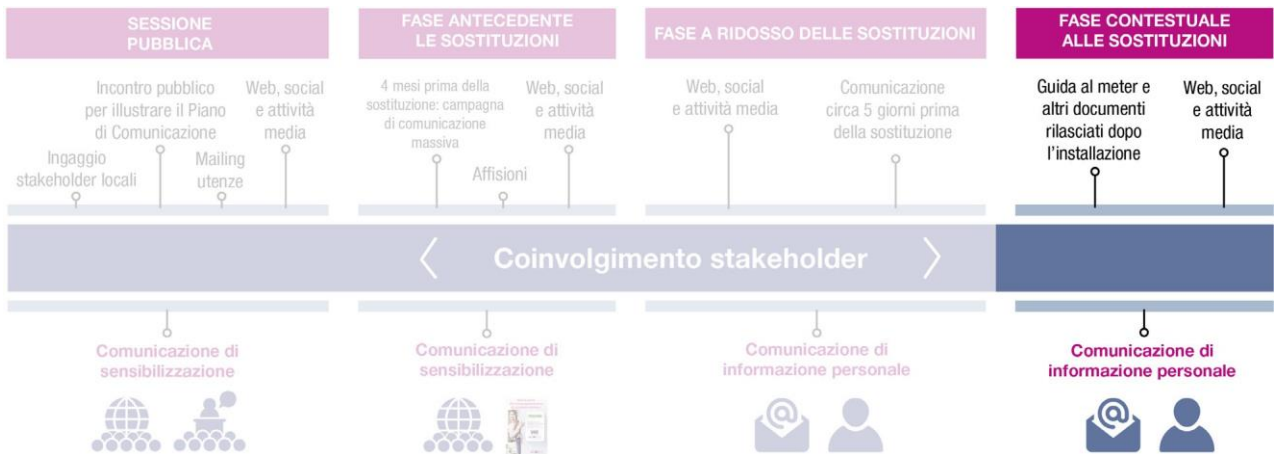 SESSIONE
PUBBLICA
Incontro pubblico
per illustrare il Piano
di Comunicazione
Web, social
e attività
media
Ingaggio
stakeholder locali
Mailing
utenze
FASE ANTECEDENTE
LE SOSTITUZIONI
4 mesi prima della
sostituzione: campagna
di comunicazione
massiva
Affisioni
Web, social
e attività
media
FASE A RIDOSSO DELLE SOSTITUZIONI
Web, social
e attività media
Comunicazione
circa 5 giorni prima
della sostituzione
FASE CONTESTUALE
ALLE SOSTITUZIONI
Guida al meter e
altri documenti
rilasciati dopo
l’installazione
Web, social
e attività
media
Coinvolgimento stakeholder
Comunicazione di
sensibilizzazione
Comunicazione di
sensibilizzazione
Comunicazione di
informazione personale
Comunicazione di
informazione personale